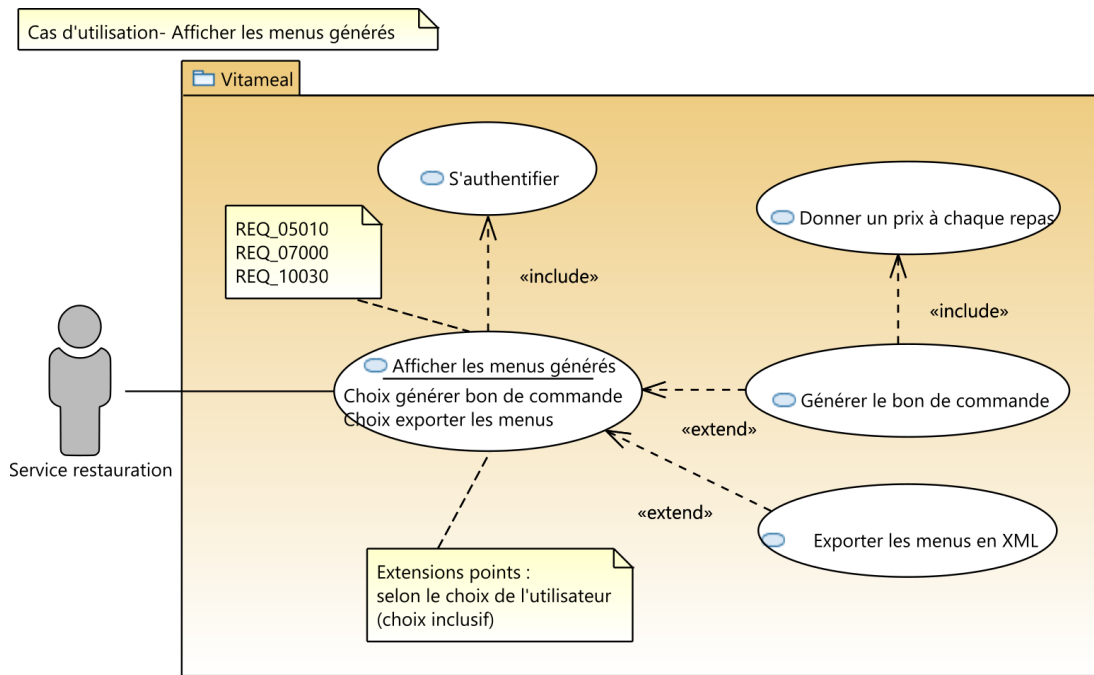 Cas d'utilisation- Afficher les menus générés
Vitameal
S'authentifier
Donner un prix à chaque repas
REQ_05010
REQ_07000
REQ_10030
«include»
«include»
Afficher les menus générés
Choix générer bon de commande
Choix exporter les menus
Générer le bon de commande
«extend»
Service restauration
«extend»
Exporter les menus en XML
Extensions points :
selon le choix de l'utilisateur
(choix inclusif)